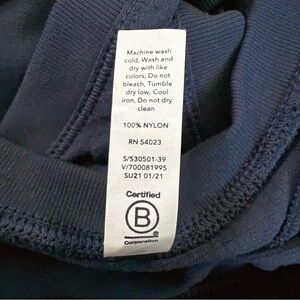 Machine wash
cold, Wash and
dry with like
colors, Do not
bleach, Tumble
dry low, Cool
iron, Do not dry
clean
100% NYLON
RN 54023
S/530501-39
V/700081995
SU21 01/21
Certified
B
Corporation